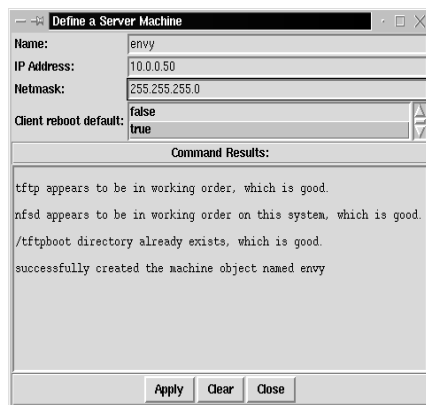 Define a Server Machine
Name: envy
IP Address: 10.0.0.50
Netmask: 255.255.255.0
Client reboot default: false
true
Command Results:
tftp appears to be in working order, which is good.
nfsd appears to be in working order on this system, which is good.
/tftpboot directory already exists, which is good.
successfully created the machine object named envy
Apply Clear Close